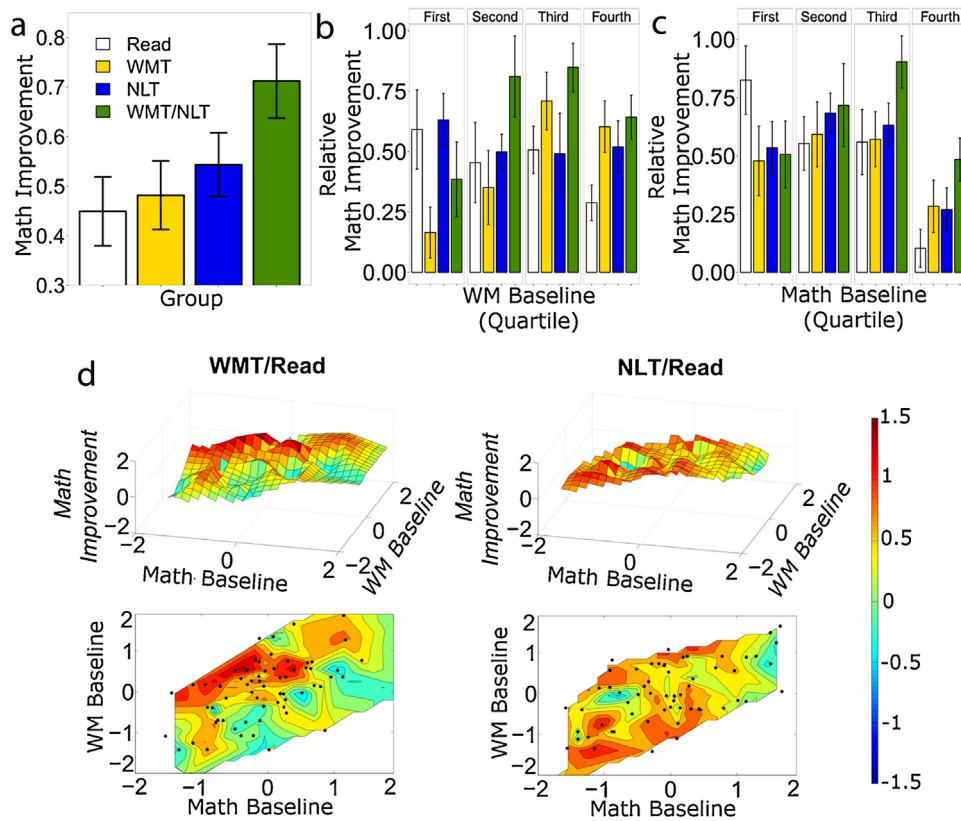 a
Math Improvement
0.8
0.7
0.6
0.5
0.4
0.3
Read
WMT
NLT
WMT/NLT
Group
b
First Second Third Fourth
Relative
Math Improvement
1.00
0.75
0.50
0.25
0.00
WM Baseline
(Quartile)
c
First Second Third Fourth
Relative
Math Improvement
1.00
0.75
0.50
0.25
0.00
Math Baseline
(Quartile)
d
WMT/Read
Math
Improvement
2
0
-2
-2 0 2
Math Baseline
-2 0 2
WM Baseline
NLT/Read
Math
Improvement
2
0
-2
-2 0 2
Math Baseline
-2 0 2
WM Baseline
1.5
1
0.5
0
-0.5
-1
-1.5
WM Baseline
2
1
0
-1
-2
-2 -1 0 1 2
Math Baseline
WM Baseline
2
1
0
-1
-2
-2 -1 0 1 2
Math Baseline